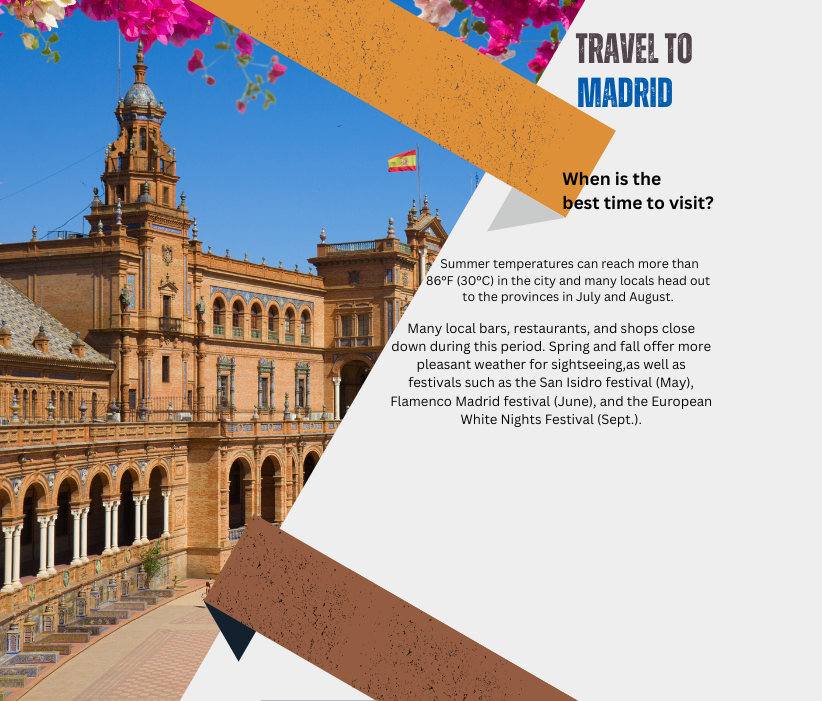 TRAVEL TO
MADRID
When is the
best time to visit?
Summer temperatures can reach more than
86°F (30°C) in the city and many locals head out
to the provinces in July and August.
Many local bars, restaurants, and shops close
down during this period. Spring and fall offer more
pleasant weather for sightseeing,as well as
festivals such as the San Isidro festival (May),
Flamenco Madrid festival (June), and the European
White Nights Festival (Sept.).